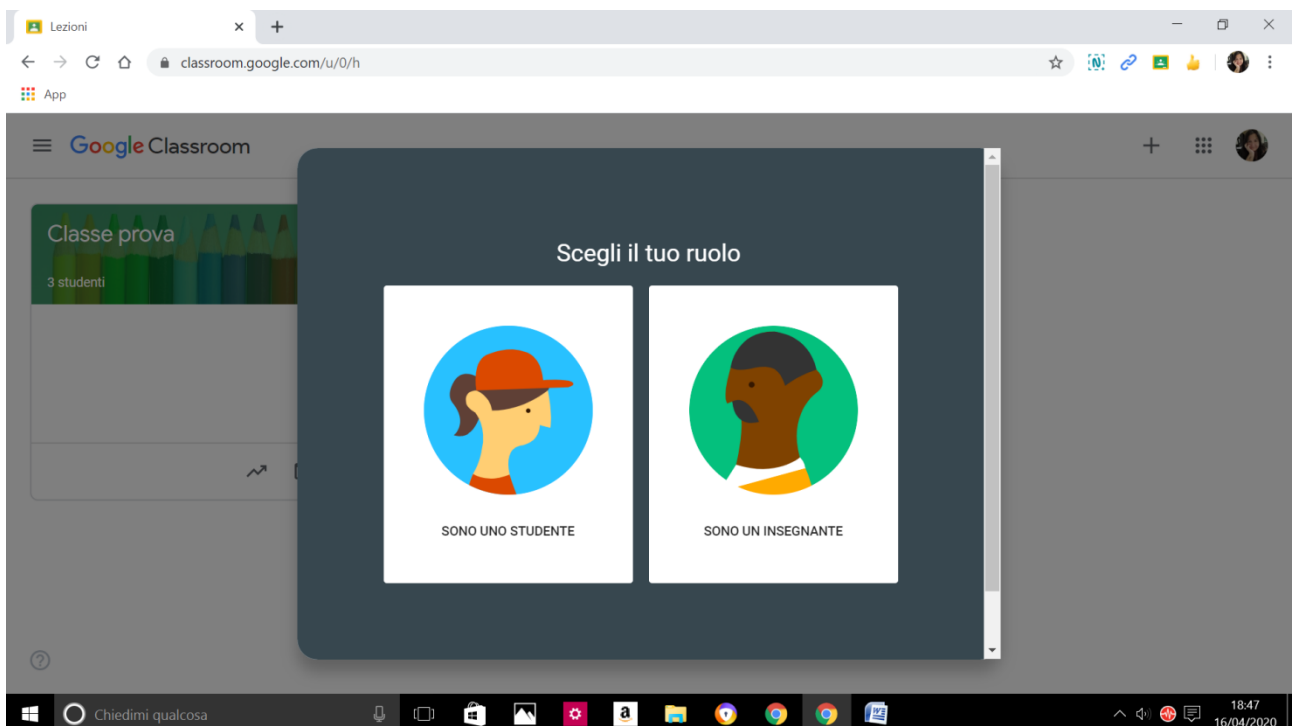 Lezioni
classroom.google.com/u/0/h
App
Google Classroom
Classe prova
3 studenti
Scegli il tuo ruolo
SONO UNO STUDENTE
SONO UN INSEGNANTE
Chiedimi qualcosa
18:47
16/04/2020